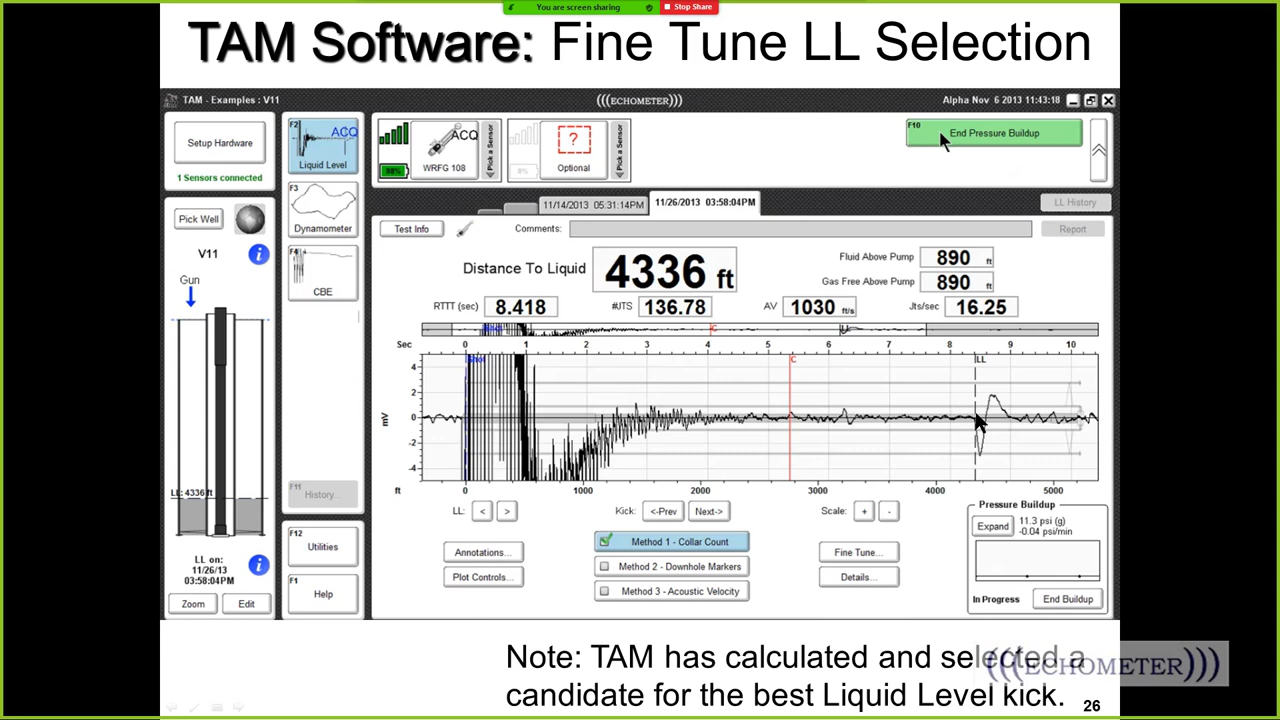 You are screen sharing
Stop Share
TAM Software: Fine Tune LL Selection
TAM - Examples : V11
(((ECHOMETER)))
Alpha Nov 6 2013 11:43:18
Setup Hardware
1 Sensors connected
F2
ACQ
Liquid Level
ACQ
WRFG 108
88%
Pick a Sensor
?
Optional
Pick a Sensor
F10
End Pressure Buildup
Pick Well
V11
Gun
F3
Dynamometer
F4
CBE
11/14/2013 05:31:14PM
11/26/2013 03:58:04PM
LL History
Test Info
Comments:
Report
Distance To Liquid
4336 ft
Fluid Above Pump 890 ft
Gas Free Above Pump 890 ft
RTTT (sec) 8.418
#JTS 136.78
AV 1030 ft/s
Jts/sec 16.25
Shot
C
LL
Sec 0 1 2 3 4 5 6 7 8 9 10
Shot
C
LL
4
2
mV
0
-2
-4
ft 0 1000 2000 3000 4000 5000
LL: 4336 ft
F11
History...
LL: < >
Kick: <-Prev Next->
Scale: + -
Annotations...
Plot Controls...
Method 1 - Collar Count
Method 2 - Downhole Markers
Method 3 - Acoustic Velocity
Fine Tune...
Details...
Pressure Buildup
Expand
11.3 psi (g)
-0.04 psi/min
In Progress
End Buildup
LL on:
11/26/13
03:58:04PM
Zoom
Edit
F12
Utilities
F1
Help
Note: TAM has calculated and selected a
candidate for the best Liquid Level kick.
(((ECHOMETER)))
26